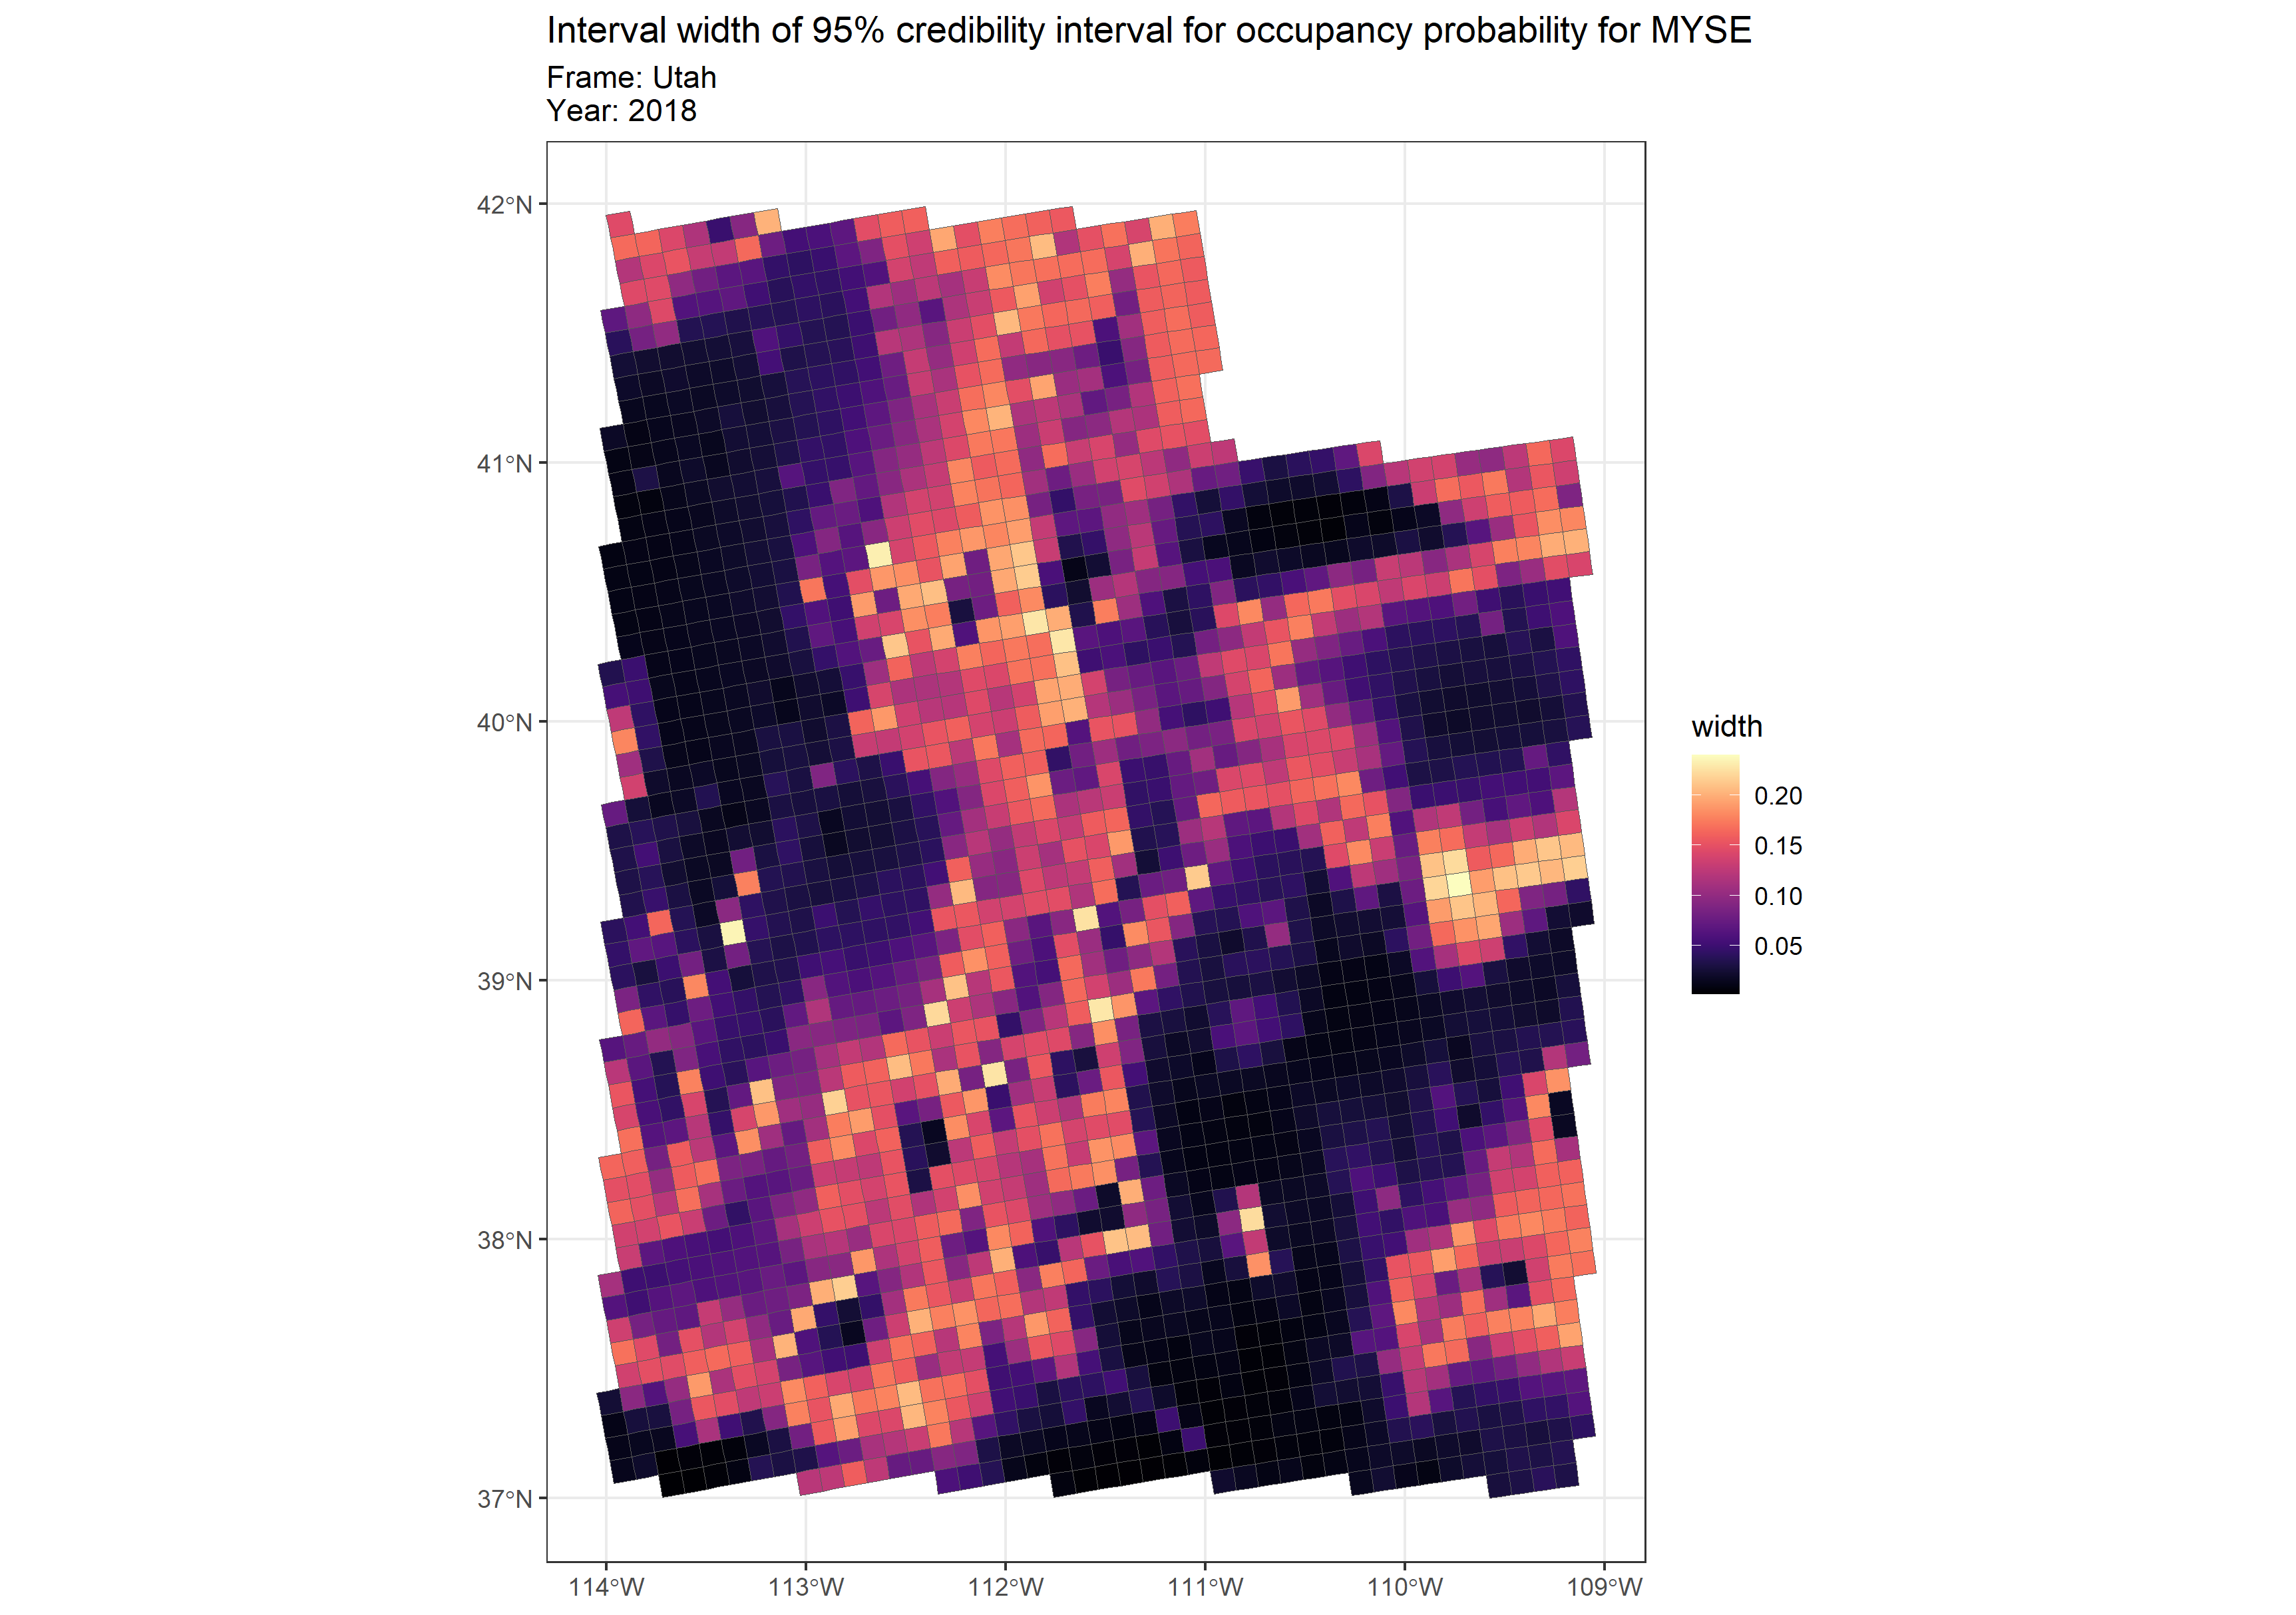 Interval width of 95% credibility interval for occupancy probability for MYSE
Frame: Utah
Year: 2018
42°N
41°N
40°N
39°N
38°N
37°N
114°W
113°W
112°W
111°W
110°W
109°W
width
0.20
0.15
0.10
0.05